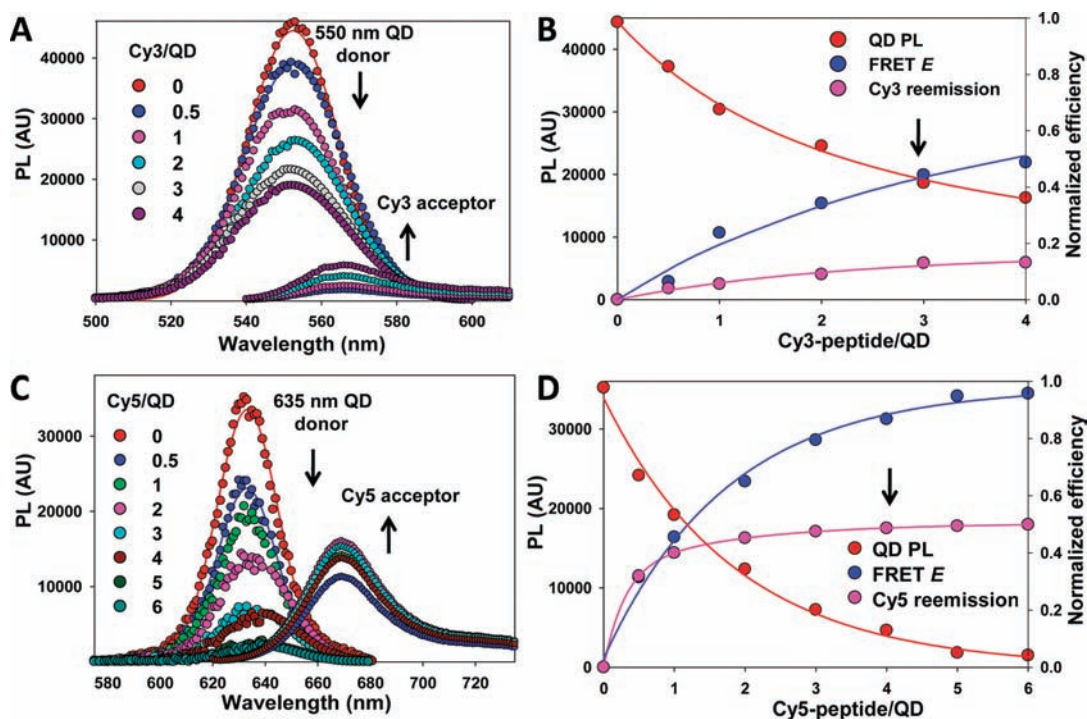 A
Cy3/QD
0
0.5
1
2
3
4
550 nm QD
donor
Cy3 acceptor
PL (AU)
40000
30000
20000
10000
0
500 520 540 560 580 600
Wavelength (nm)
B
QD PL
FRET E
Cy3 reemission
PL (AU)
40000
30000
20000
10000
0
1.0
0.8
0.6
0.4
0.2
0.0
Normalized efficiency
0 1 2 3 4
Cy3-peptide/QD
C
Cy5/QD
0
0.5
1
2
3
4
5
6
635 nm QD
donor
Cy5 acceptor
PL (AU)
30000
20000
10000
0
580 600 620 640 660 680 700 720
Wavelength (nm)
D
QD PL
FRET E
Cy5 reemission
PL (AU)
30000
20000
10000
0
1.0
0.8
0.6
0.4
0.2
0.0
Normalized efficiency
0 1 2 3 4 5 6
Cy5-peptide/QD